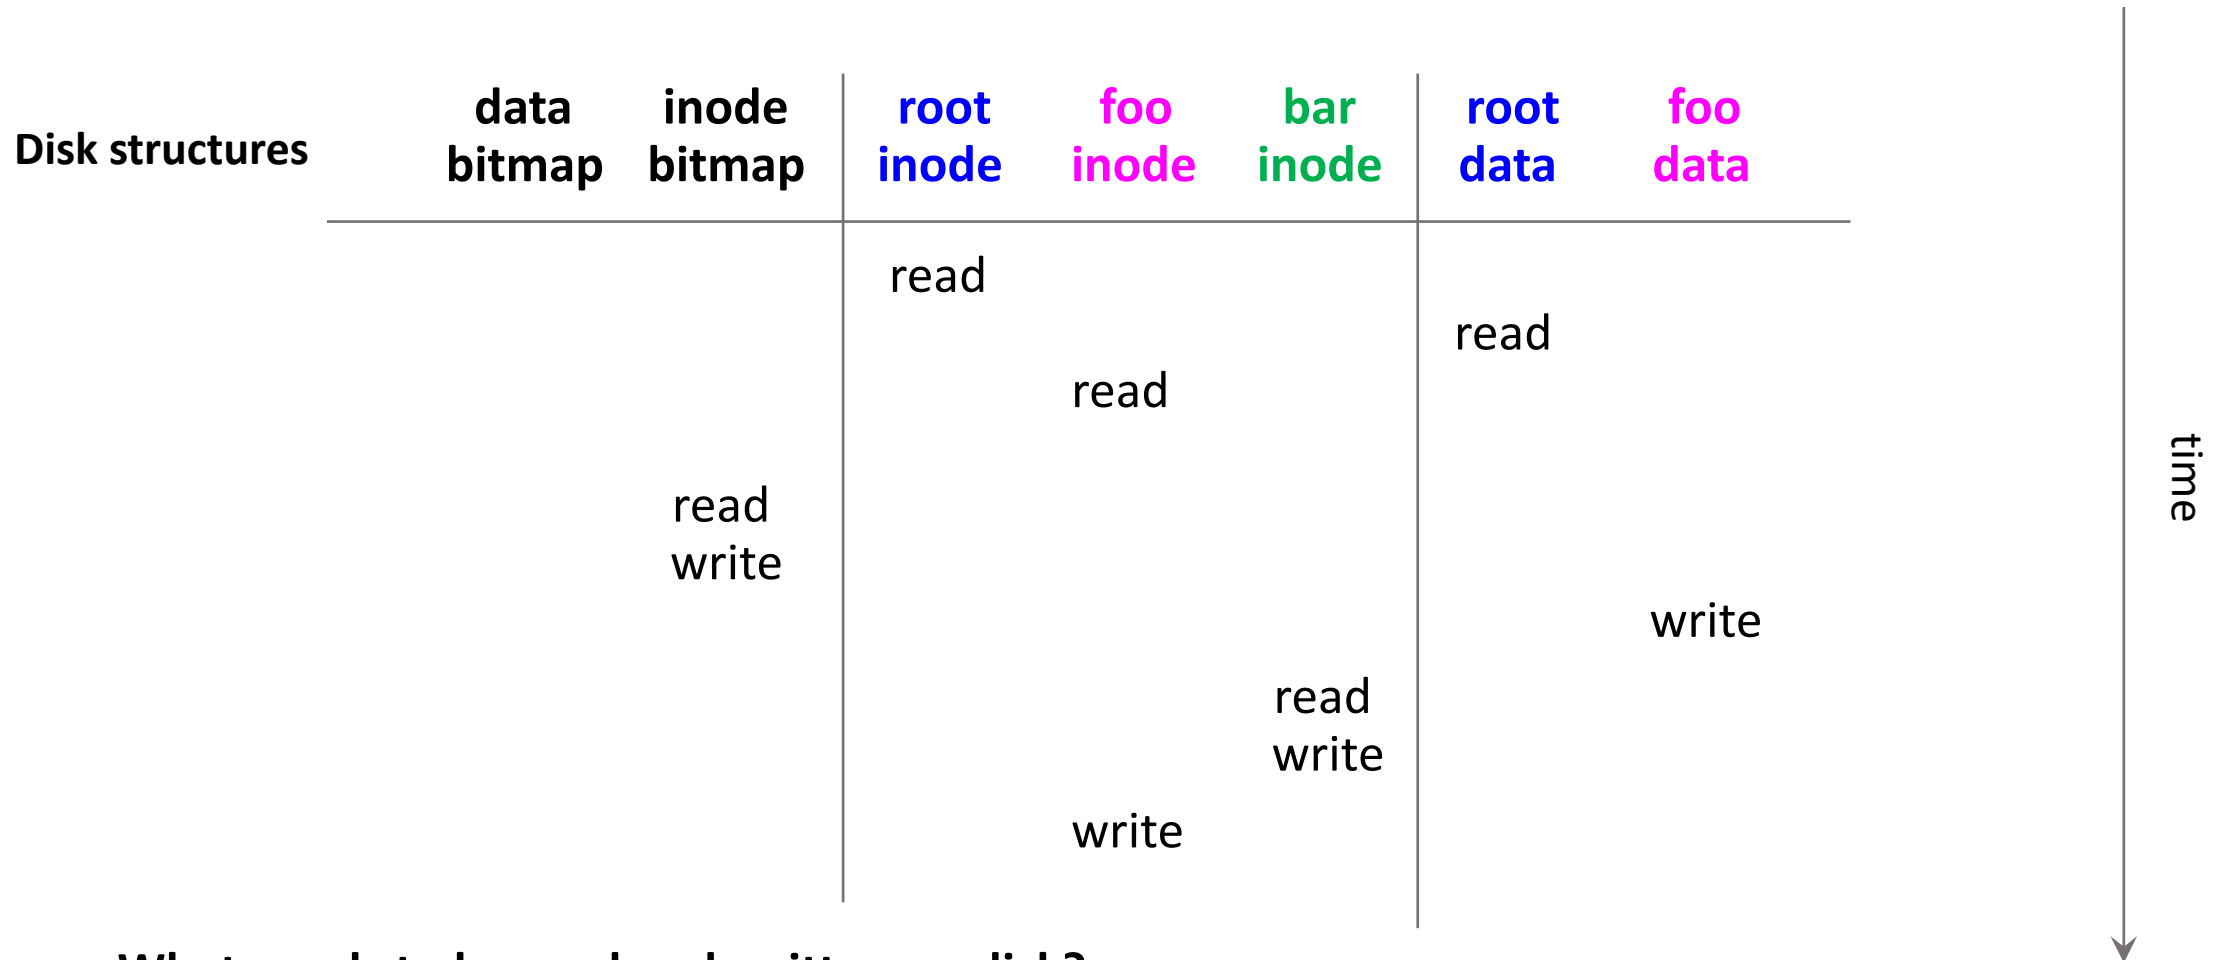 Disk structures
data bitmap
inode bitmap
root inode
foo inode
bar inode
root data
foo data
read
read
read
read
write
write
read
write
write
time